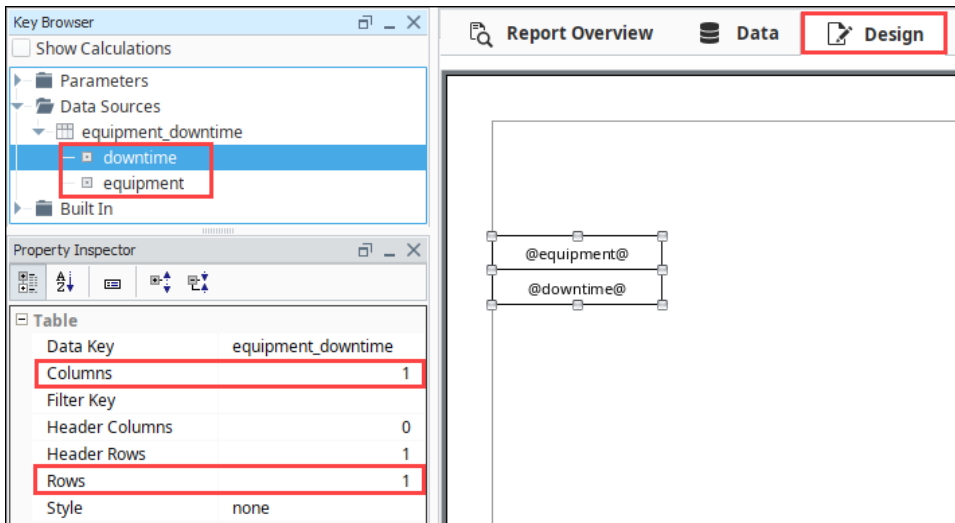 Key Browser
Show Calculations
Parameters
Data Sources
equipment_downtime
downtime
equipment
Built In
Property Inspector
Table
Data Key equipment_downtime
Columns 1
Filter Key
Header Columns 0
Header Rows 1
Rows 1
Style none
Report Overview Data Design
@equipment@
@downtime@